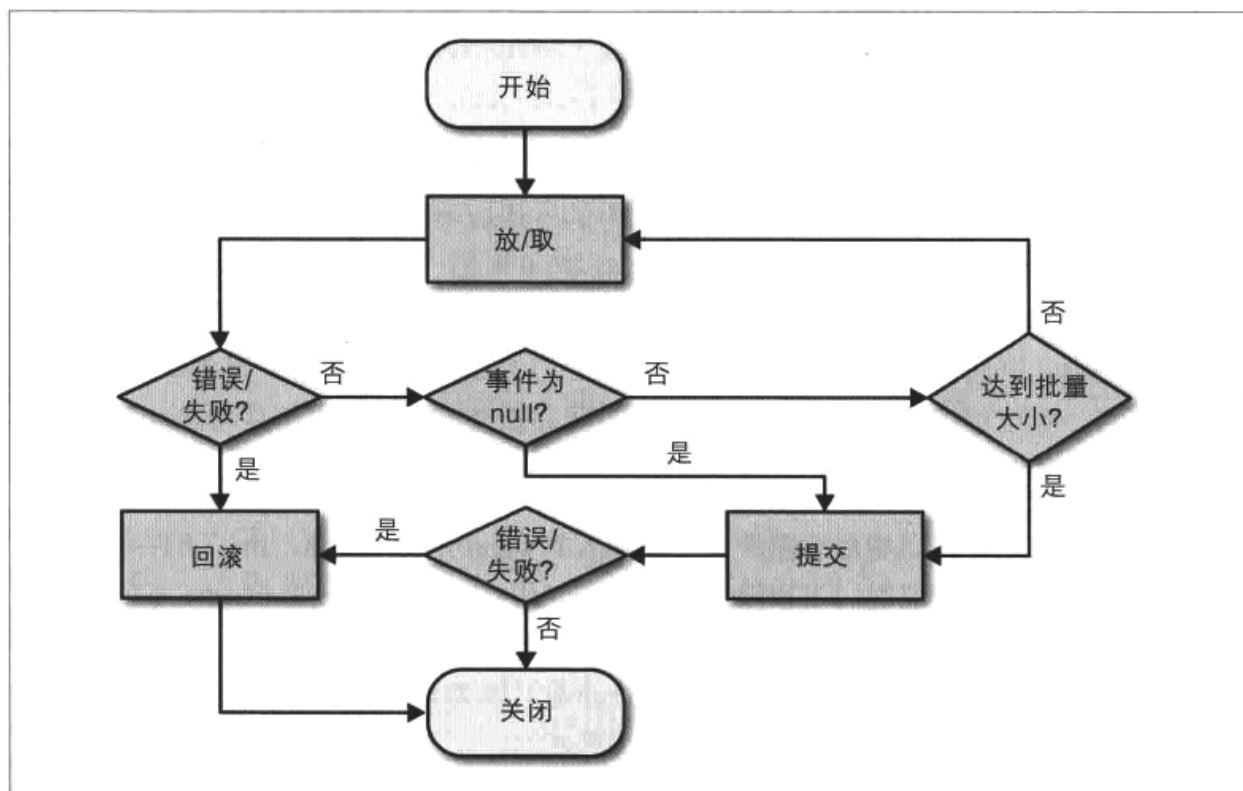 开始
放/取
否
错误/
失败?
否
事件为
null?
否
达到批量
大小?
是
是
是
回滚
是
错误/
失败?
提交
否
关闭